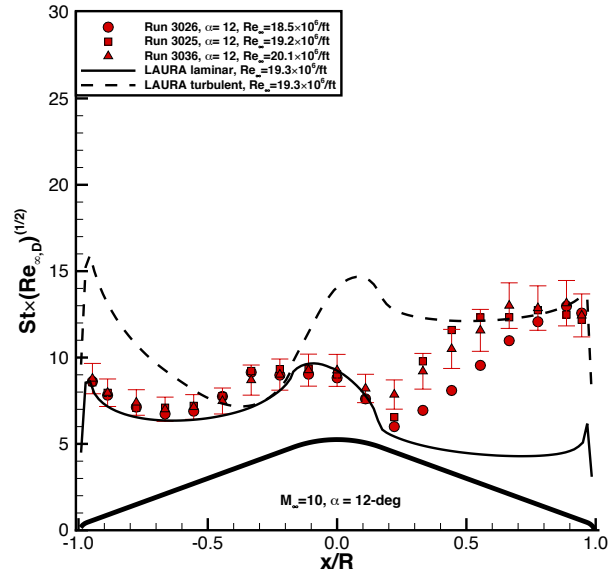 Run 3026, α= 12, Re∞=18.5×10⁶/ft
Run 3025, α= 12, Re∞=19.2×10⁶/ft
Run 3036, α= 12, Re∞=20.1×10⁶/ft
LAURA laminar, Re∞=19.3×10⁶/ft
LAURA turbulent, Re∞=19.3×10⁶/ft
30
25
20
15
10
5
0
St×(Re∞,D)^(1/2)
M∞=10, α = 12-deg
-1.0
-0.5
0.0
0.5
1.0
x/R